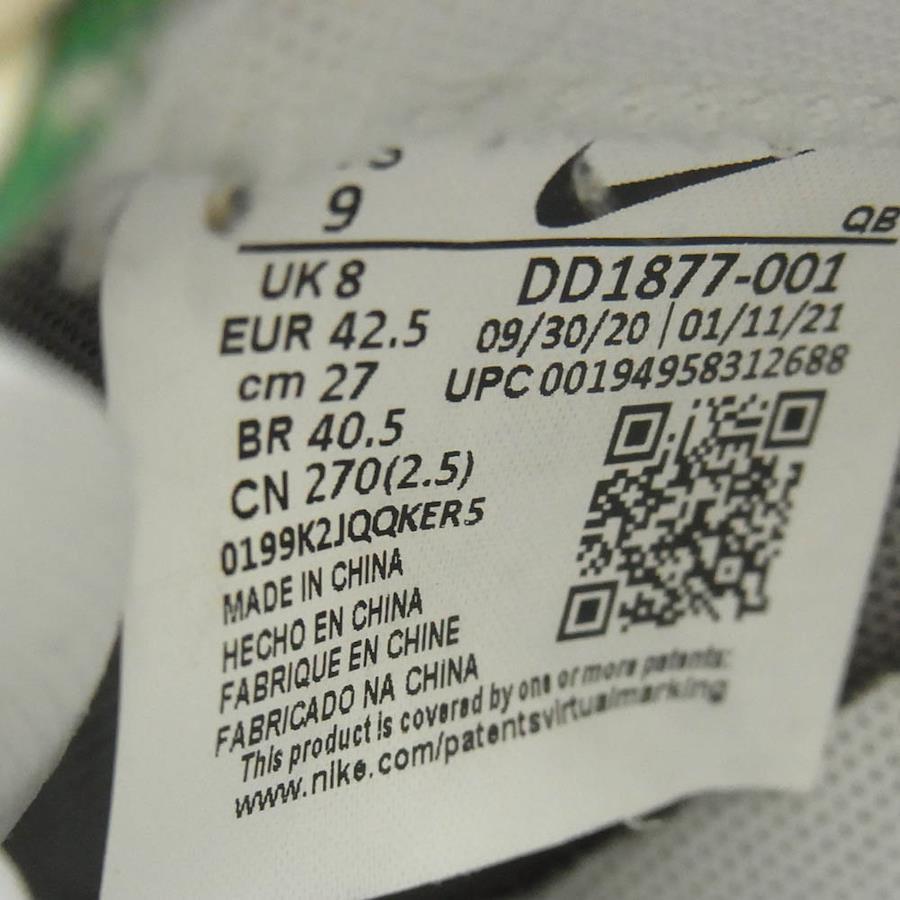 9
QB
UK 8
DD1877-001
EUR 42.5
09/30/20 | 01/11/21
cm 27
UPC 00194958312688
BR 40.5
CN 270(2.5)
0199K2JQQKER5
MADE IN CHINA
HECHO EN CHINA
FABRIQUE EN CHINE
FABRICADO NA CHINA
This product is covered by one or more patents:
www.nike.com/patentsvirtualmarking